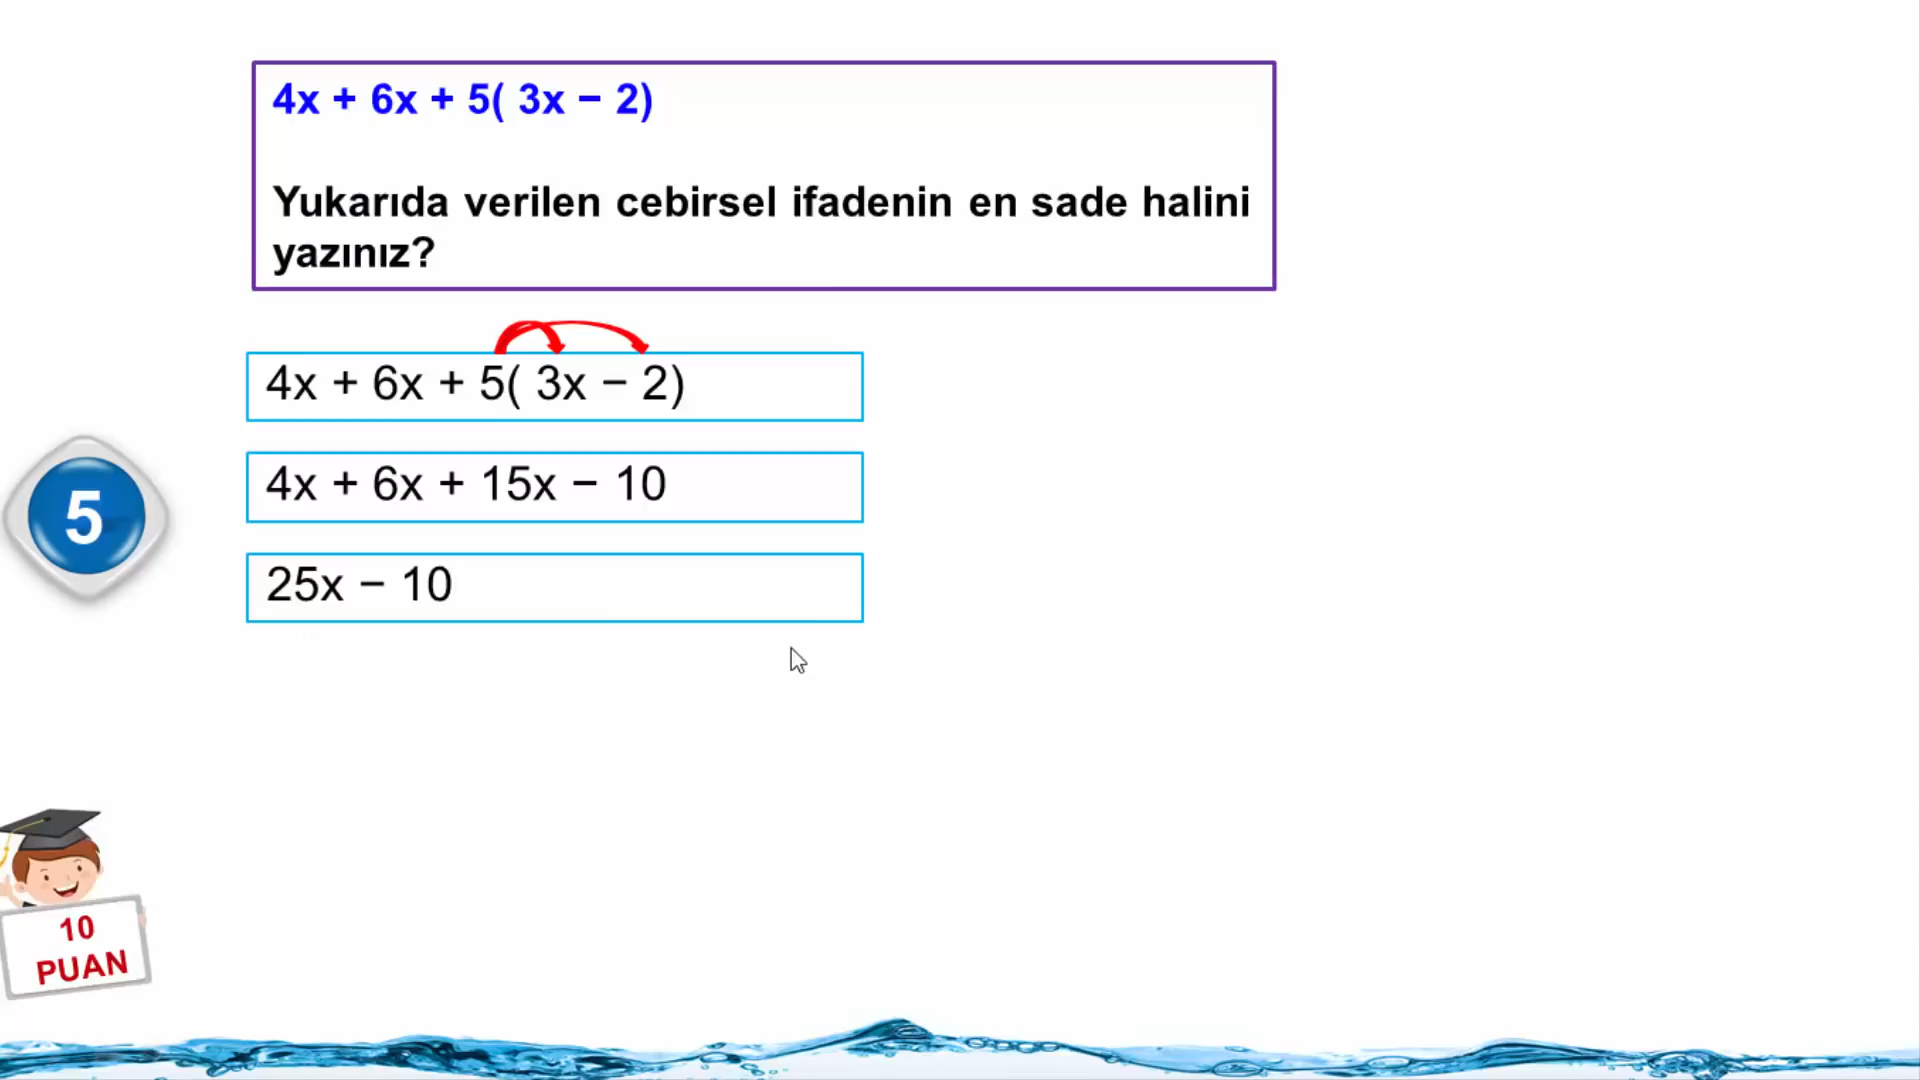 4x + 6x + 5( 3x − 2)
Yukarıda verilen cebirsel ifadenin en sade halini
yazınız?
4x + 6x + 5( 3x − 2)
4x + 6x + 15x − 10
25x − 10
5
10
PUAN